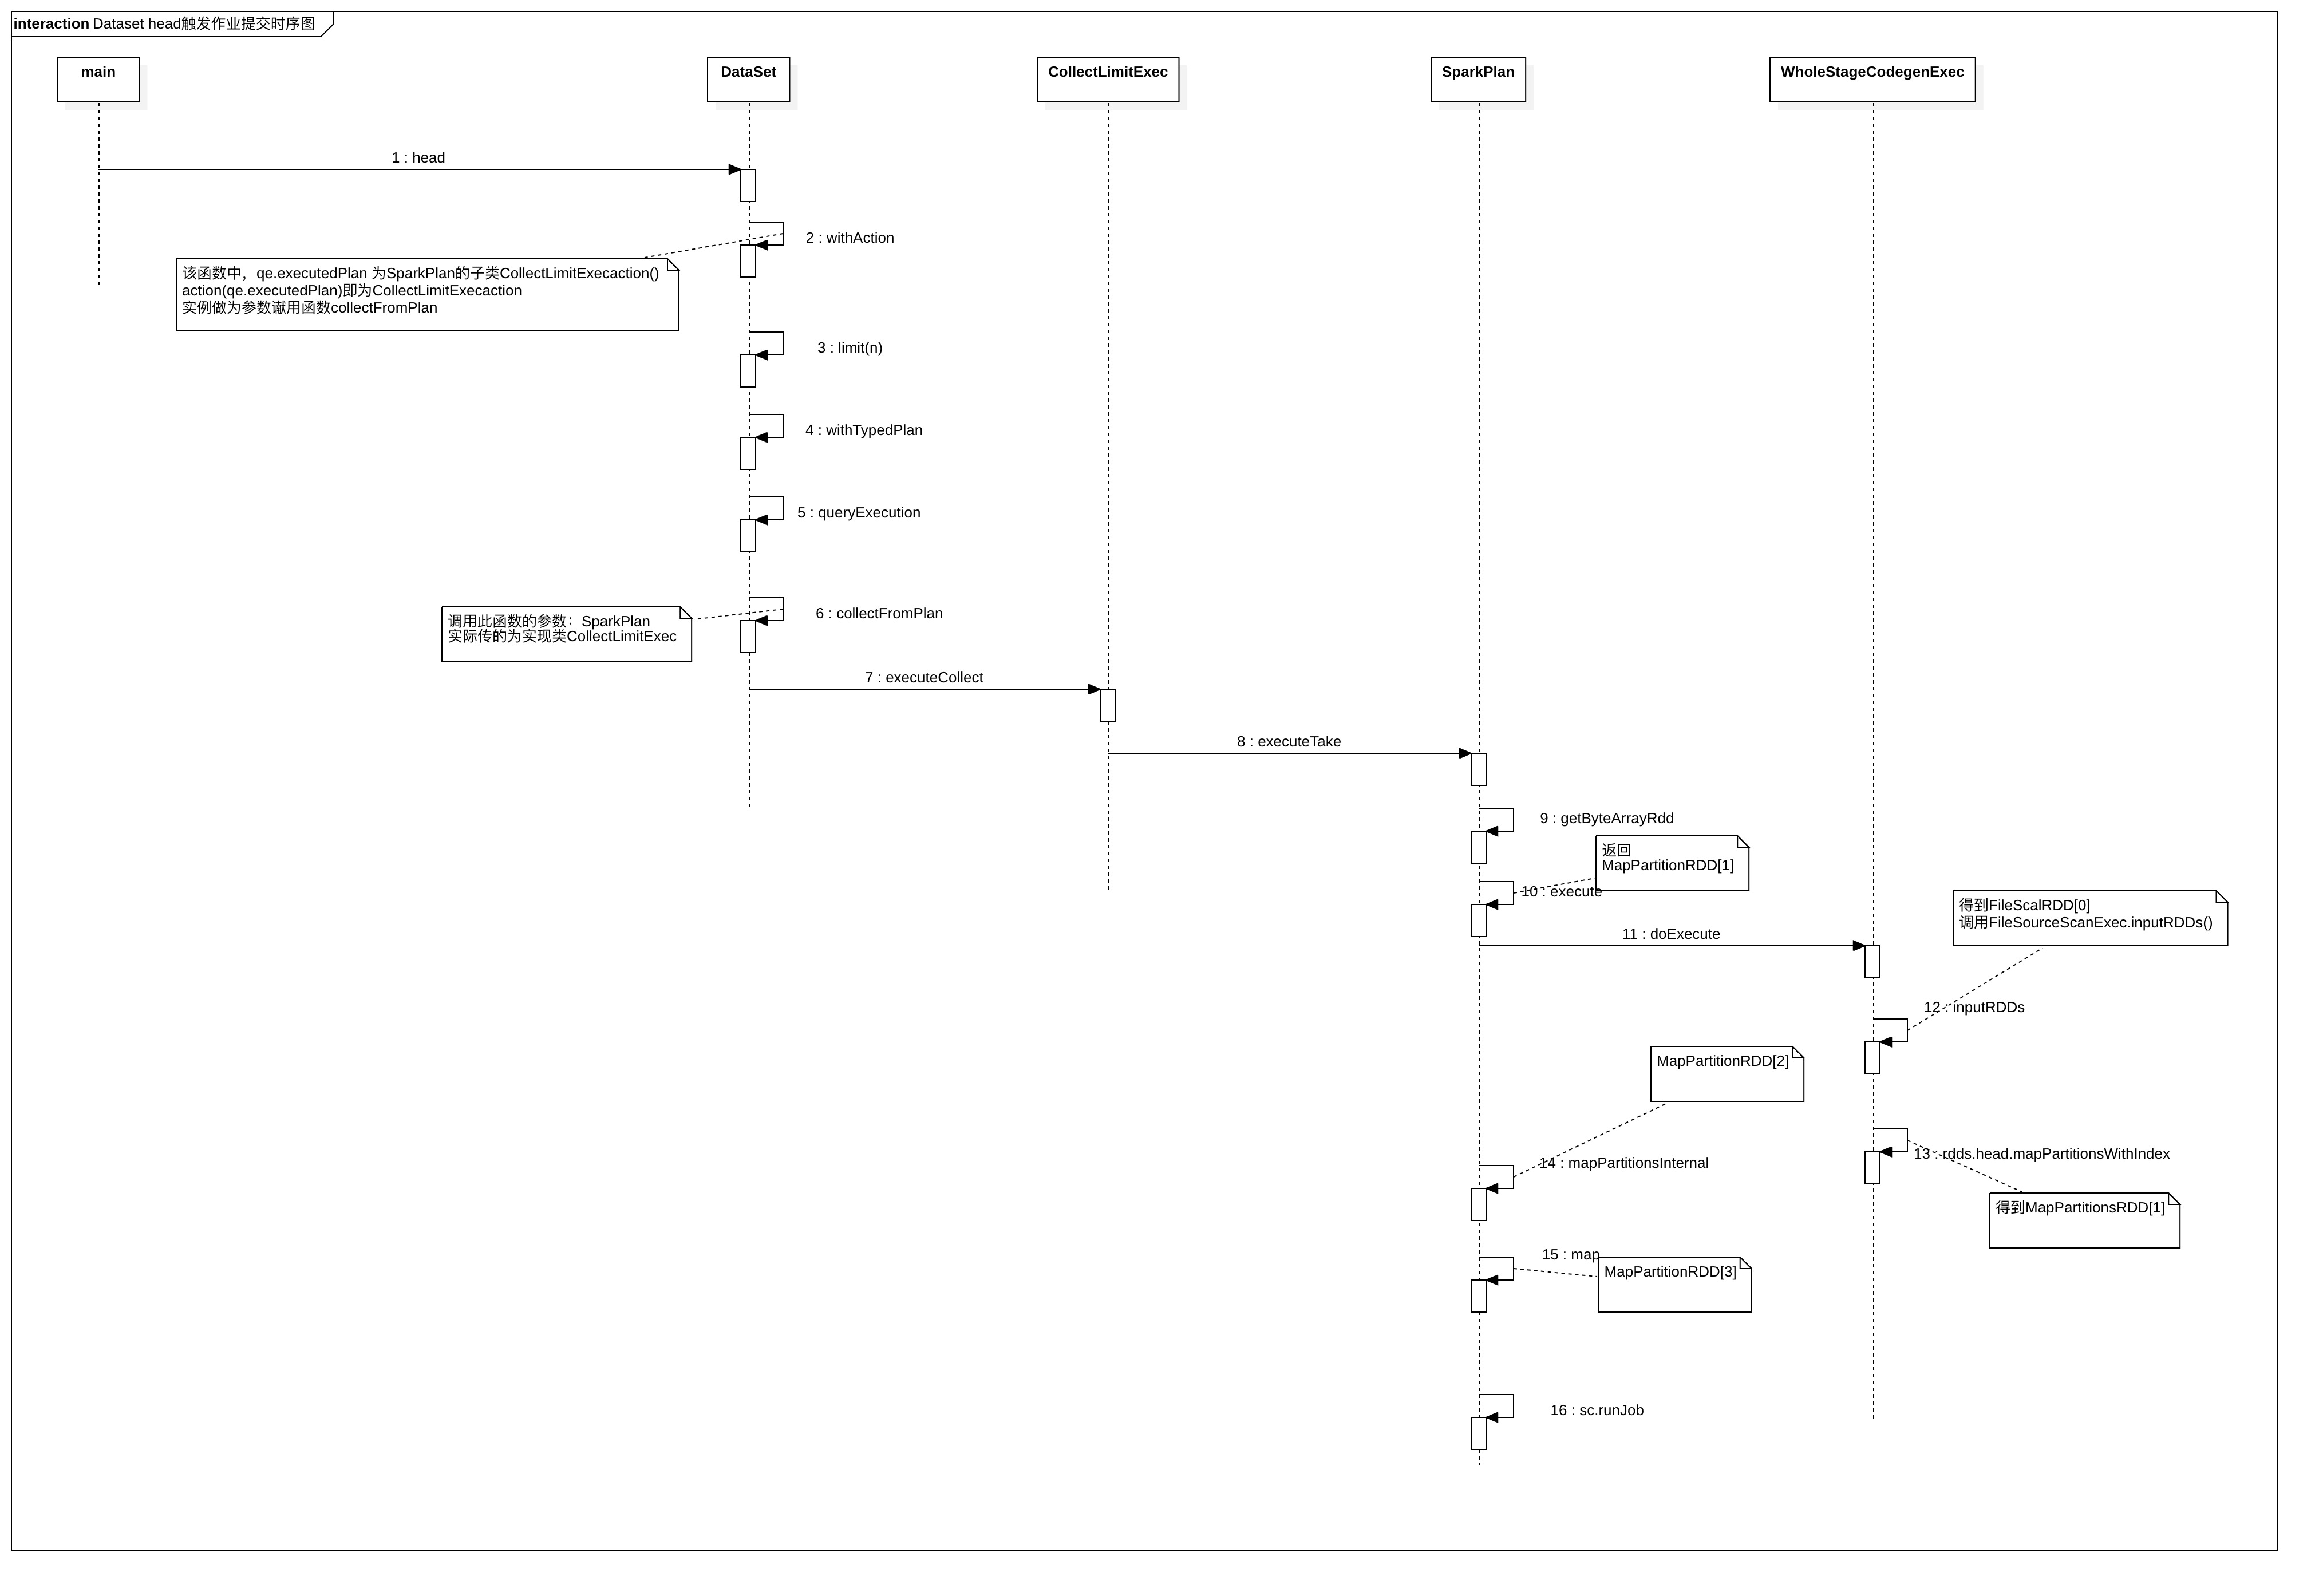 interaction Dataset head触发作业提交时序图
main
DataSet
CollectLimitExec
SparkPlan
WholeStageCodegenExec
1 : head
2 : withAction
该函数中，qe.executedPlan 为SparkPlan的子类CollectLimitExecaction()
action(qe.executedPlan)即为CollectLimitExecaction
实例做为参数谳用函数collectFromPlan
3 : limit(n)
4 : withTypedPlan
5 : queryExecution
6 : collectFromPlan
调用此函数的参数：SparkPlan
实际传的为实现类CollectLimitExec
7 : executeCollect
8 : executeTake
9 : getByteArrayRdd
返回
MapPartitionRDD[1]
10 : execute
得到FileScalRDD[0]
调用FileSourceScanExec.inputRDDs()
11 : doExecute
12 : inputRDDs
MapPartitionRDD[2]
13 : rdds.head.mapPartitionsWithIndex
14 : mapPartitionsInternal
得到MapPartitionsRDD[1]
15 : map
MapPartitionRDD[3]
16 : sc.runJob